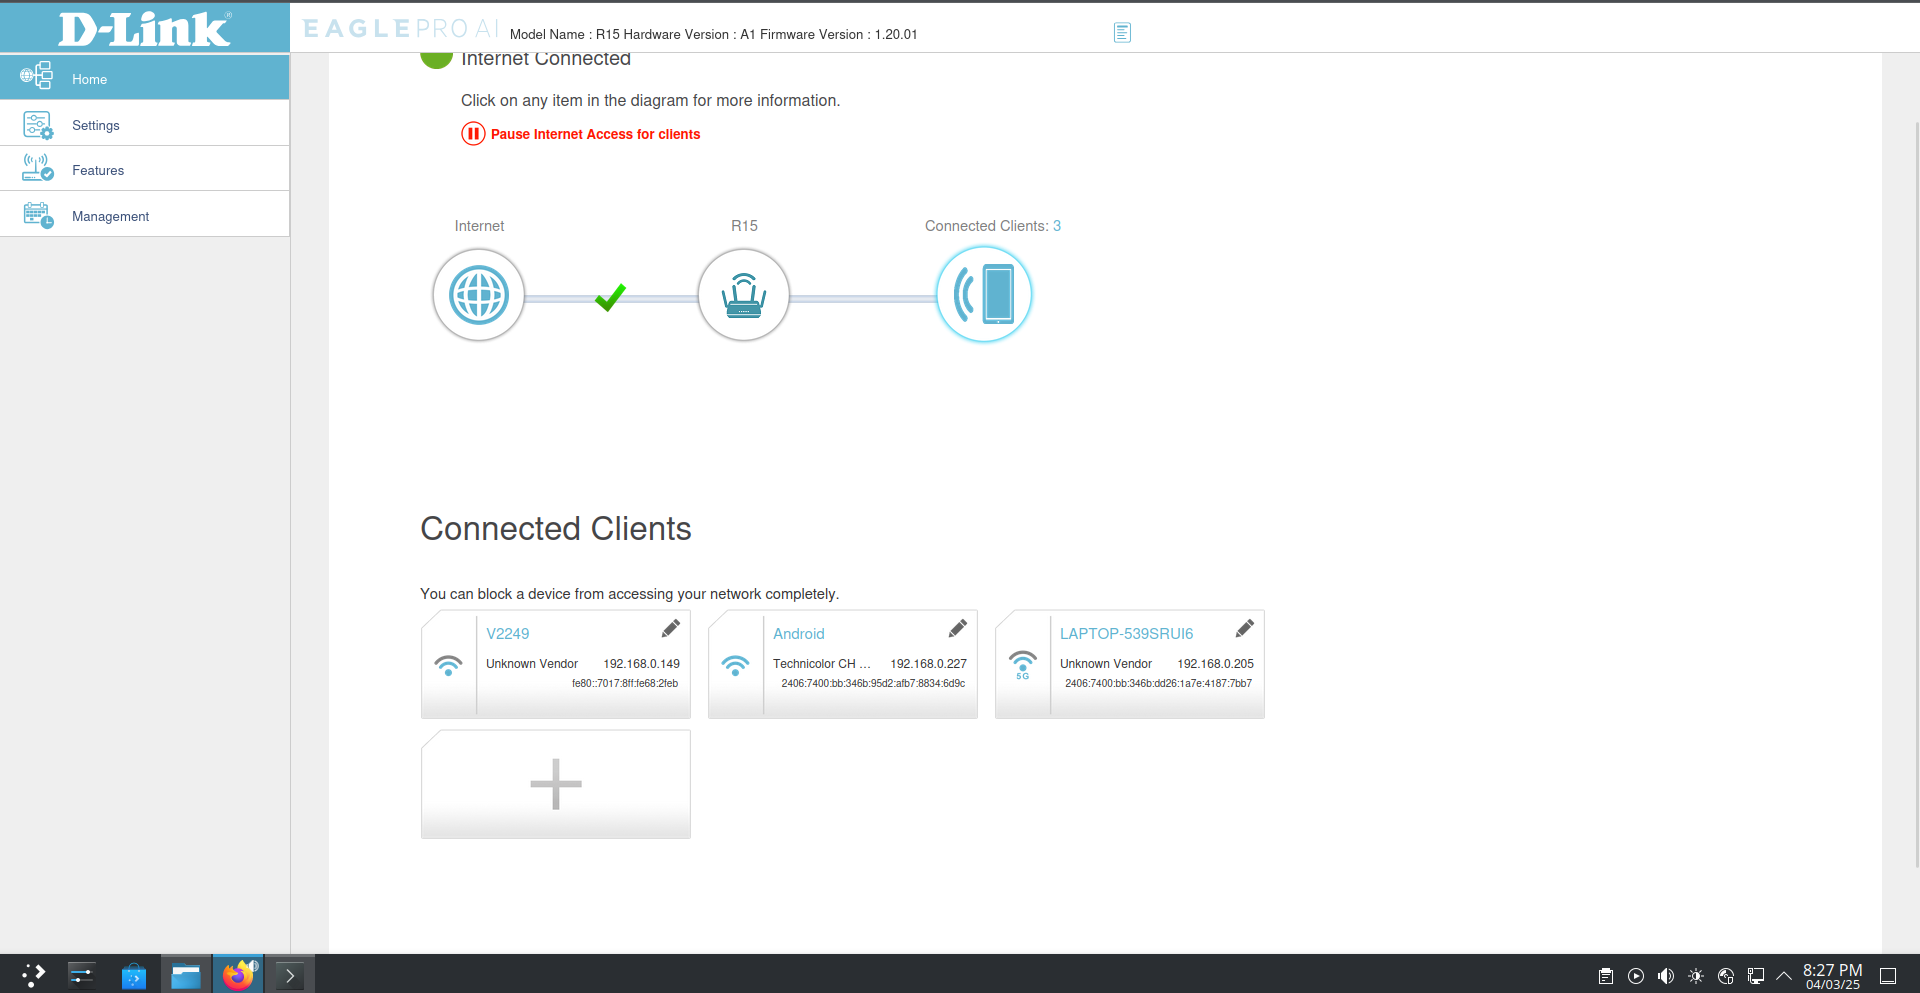 D-Link®
EAGLE PRO AI
Model Name : R15 Hardware Version : A1 Firmware Version : 1.20.01
Home
Settings
Features
Management
Internet Connected
Click on any item in the diagram for more information.
Pause Internet Access for clients
Internet
R15
Connected Clients: 3
Connected Clients
You can block a device from accessing your network completely.
V2249
Unknown Vendor 192.168.0.149
fe80::7017:8ff:fe68:2feb
Android
Technicolor CH ... 192.168.0.227
2406:7400:bb:346b:95d2:afb7:8834:6d9c
LAPTOP-539SRUI6
5G
Unknown Vendor 192.168.0.205
2406:7400:bb:346b:dd26:1a7e:4187:7bb7
8:27 PM
04/03/25